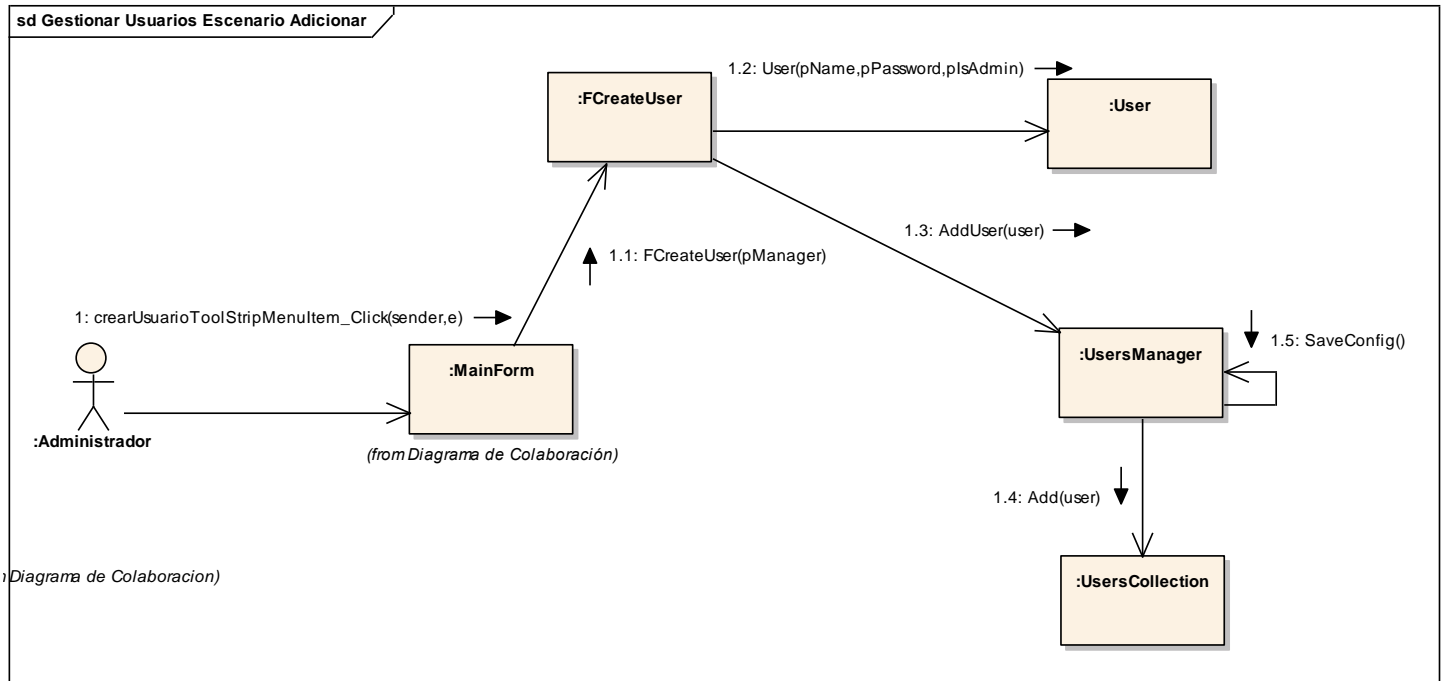 sd Gestionar Usuarios Escenario Adicionar
1.2: User(pName,pPassword,pIsAdmin)
:FCreateUser
:User
1.3: AddUser(user)
1.1: FCreateUser(pManager)
1: crearUsuarioToolStripMenuItem_Click(sender,e)
1.5: SaveConfig()
:UsersManager
:MainForm
:Administrador
(from Diagrama de Colaboración)
1.4: Add(user)
Diagrama de Colaboracion)
:UsersCollection